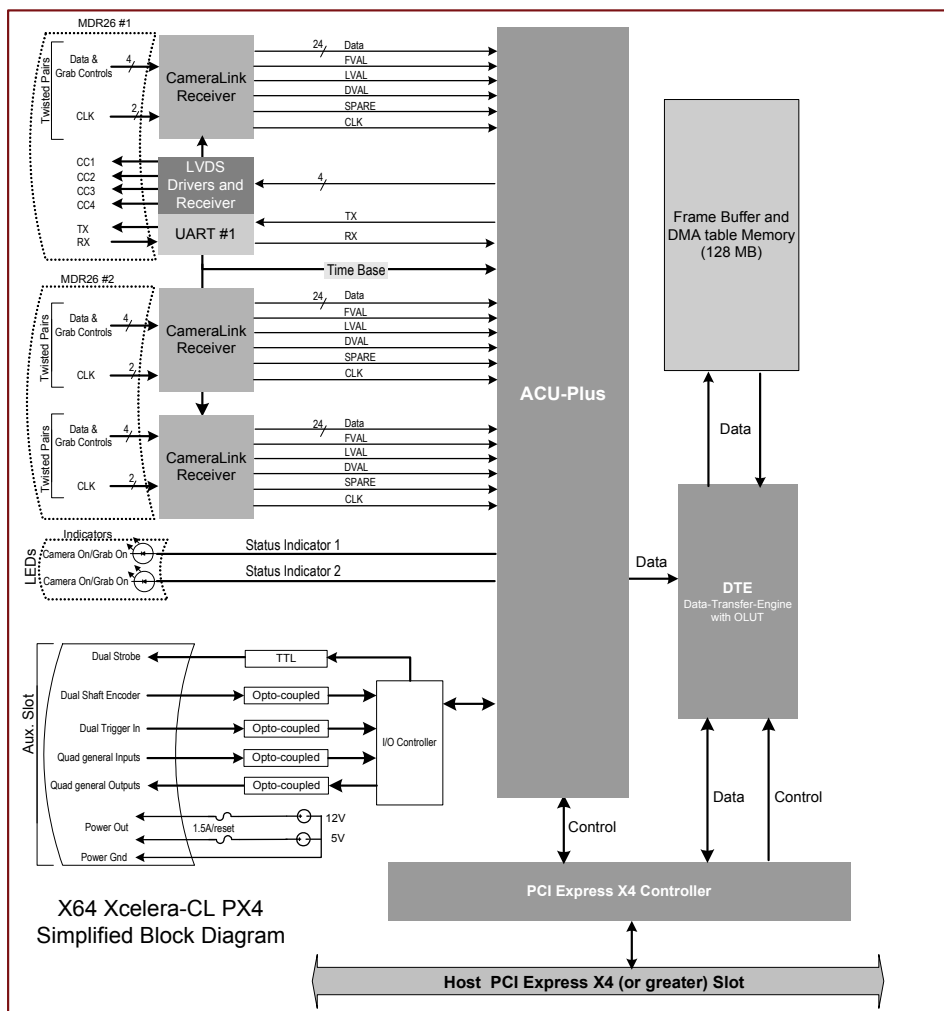 MDR26 #1
Twisted Pairs
Data &
Grab Controls
4
CLK
2
CameraLink
Receiver
24
Data
FVAL
LVAL
DVAL
SPARE
CLK
CC1
CC2
CC3
CC4
LVDS
Drivers and
Receiver
4
TX
RX
UART #1
TX
RX
Time Base
MDR26 #2
Twisted Pairs
Data &
Grab Controls
4
CLK
2
CameraLink
Receiver
24
Data
FVAL
LVAL
DVAL
SPARE
CLK
Twisted Pairs
Data &
Grab Controls
4
CLK
2
CameraLink
Receiver
24
Data
FVAL
LVAL
DVAL
SPARE
CLK
LEDs
Indicators
Camera On/Grab On
Status Indicator 1
Camera On/Grab On
Status Indicator 2
ACU-Plus
Frame Buffer and
DMA table Memory
(128 MB)
Data
Data
DTE
Data-Transfer-Engine
with OLUT
Aux. Slot
Dual Strobe
TTL
Dual Shaft Encoder
Opto-coupled
Dual Trigger In
Opto-coupled
I/O Controller
Quad general Inputs
Opto-coupled
Quad general Outputs
Opto-coupled
Power Out
1.5A/reset
12V
5V
Power Gnd
Control
Data
Control
PCI Express X4 Controller
X64 Xcelera-CL PX4
Simplified Block Diagram
Host PCI Express X4 (or greater) Slot